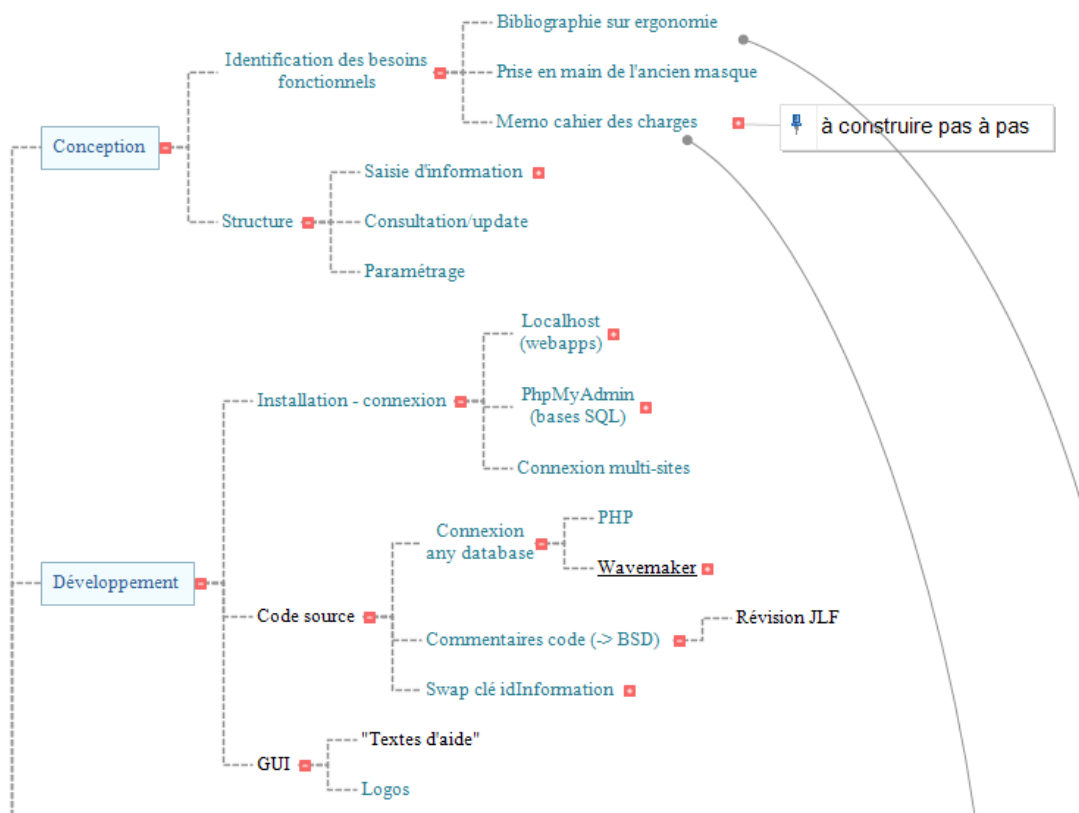 Bibliographie sur ergonomie
Identification des besoins
fonctionnels
Prise en main de l'ancien masque
Memo cahier des charges
à construire pas à pas
Conception
Saisie d'information
Structure
Consultation/update
Paramétrage
Localhost
(webapps)
Installation - connexion
PhpMyAdmin
(bases SQL)
Connexion multi-sites
PHP
Connexion
any database
Wavemaker
Développement
Code source
Révision JLF
Commentaires code (-> BSD)
Swap clé idInformation
"Textes d'aide"
GUI
Logos